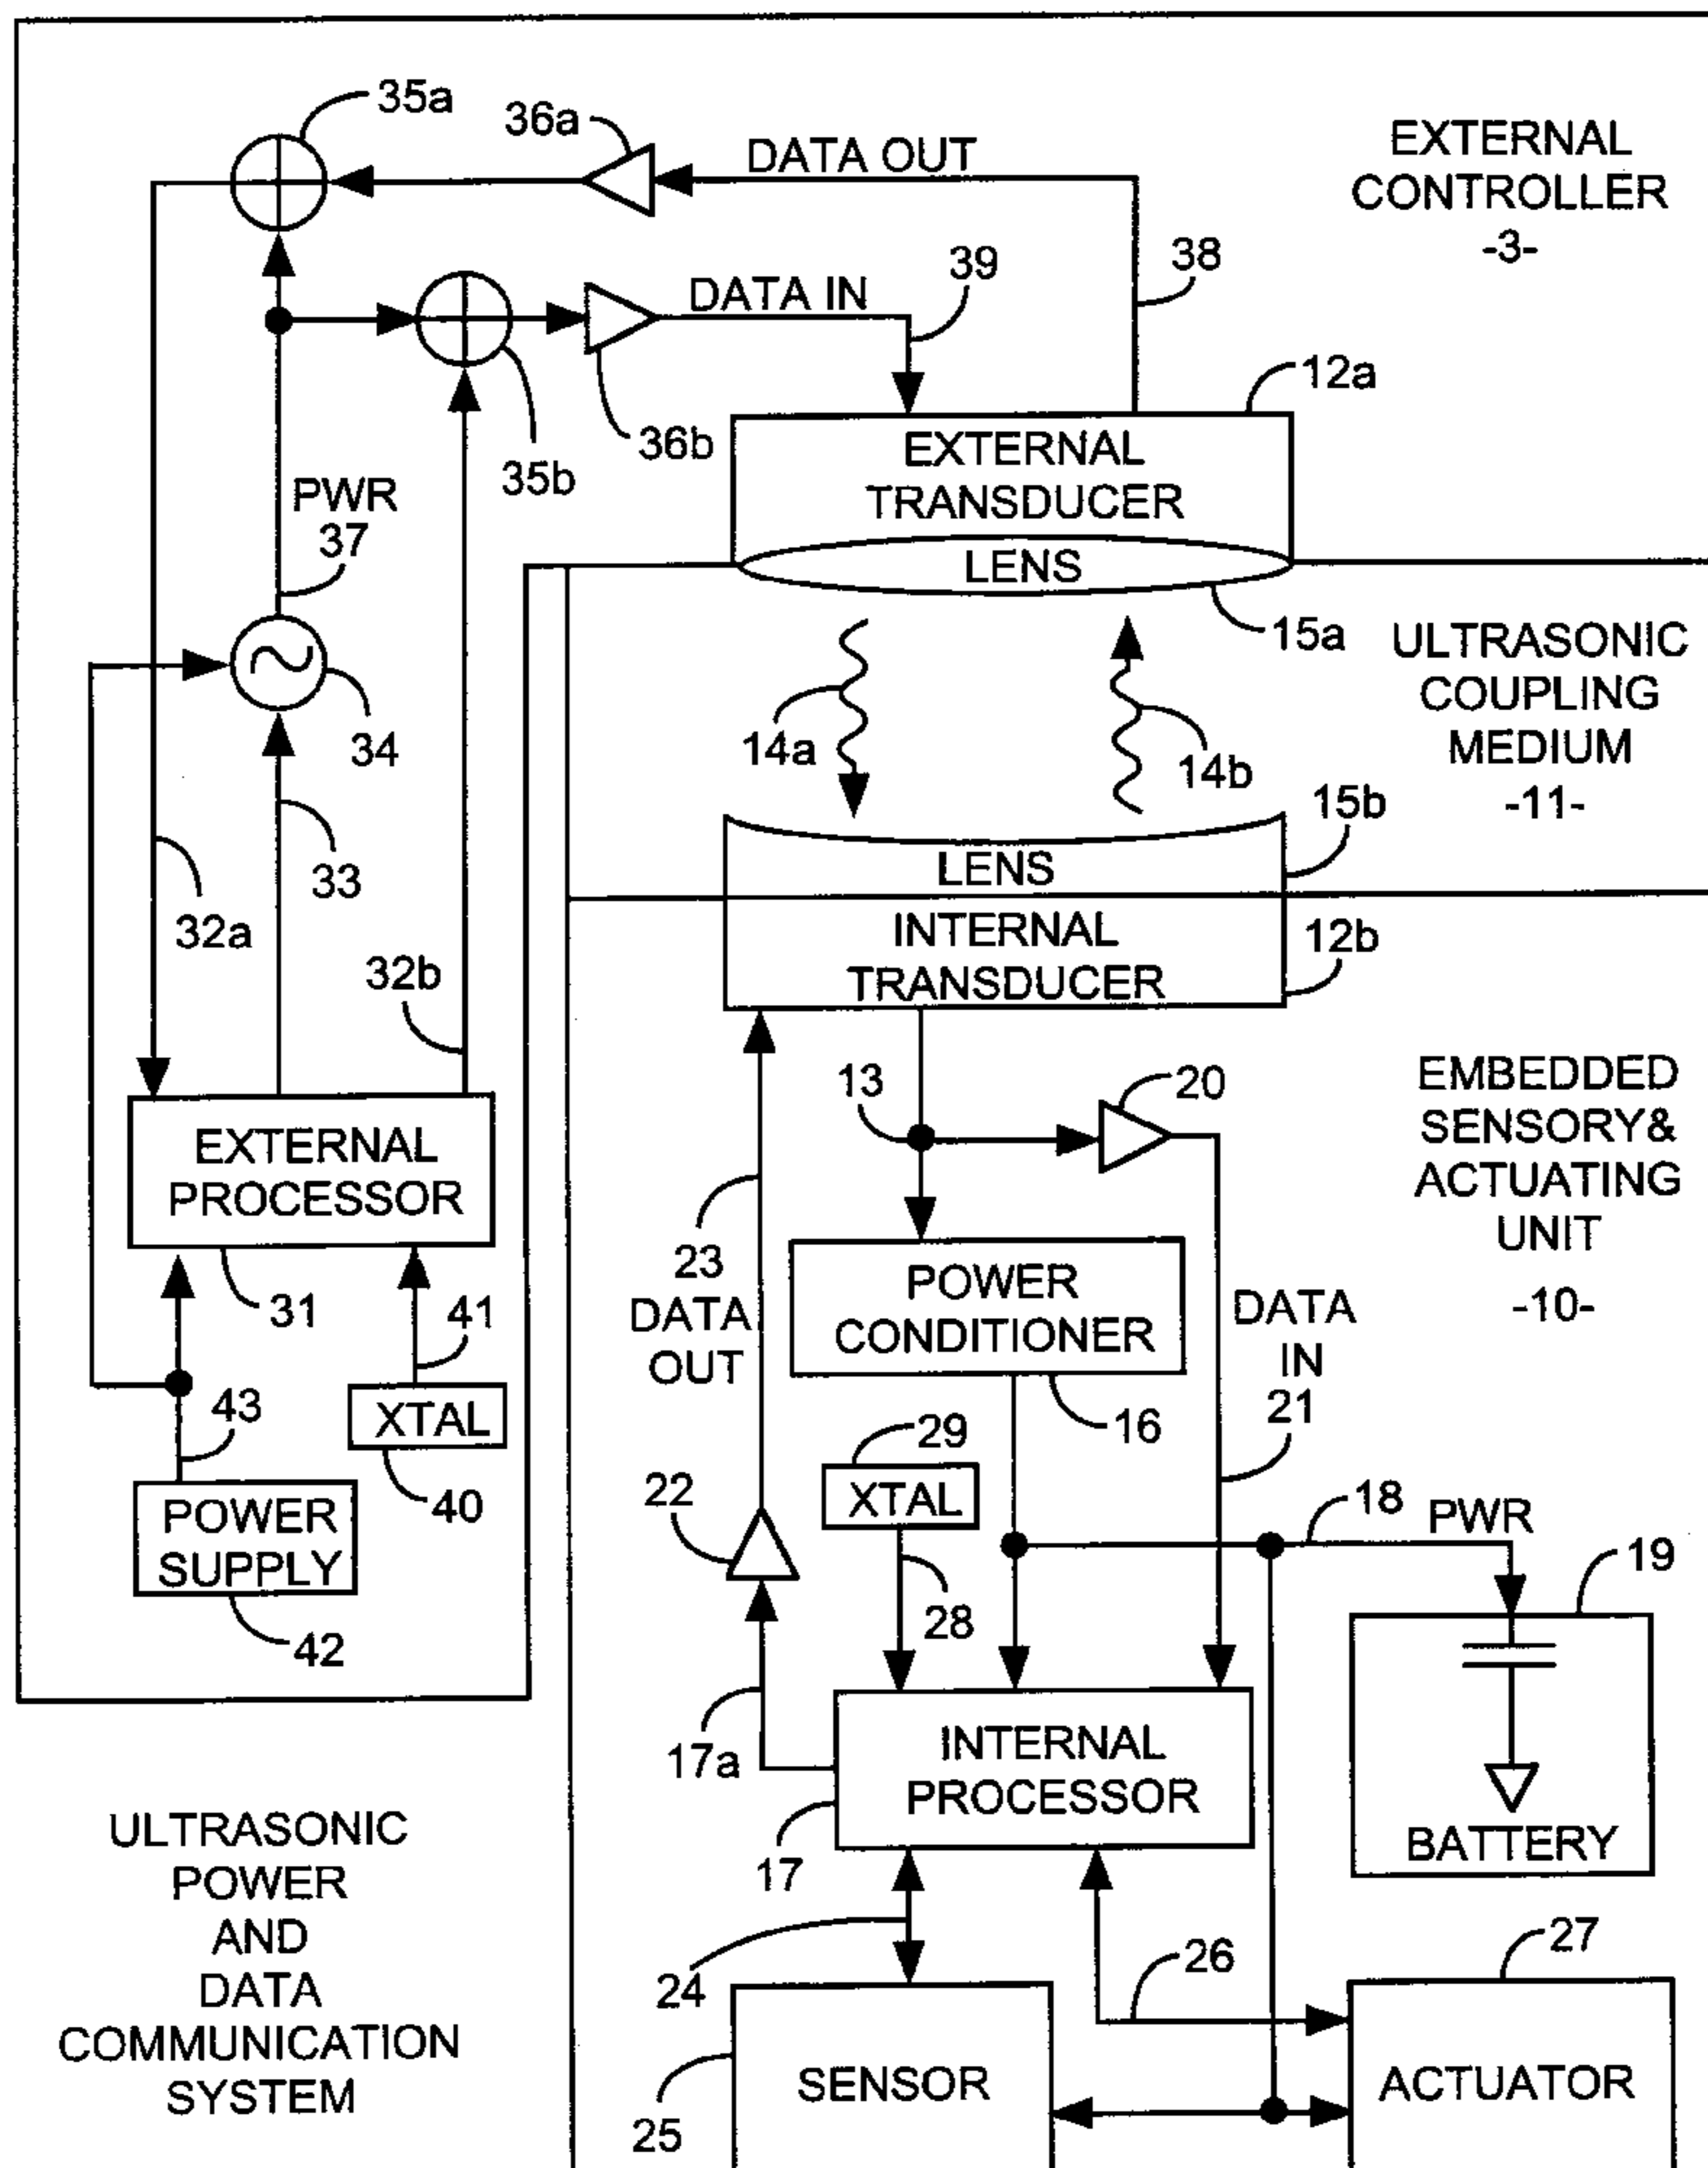 35a
36a
DATA OUT
EXTERNAL
CONTROLLER
-3-
38
39
DATA IN
12a
36b
35b
EXTERNAL
TRANSDUCER
LENS
PWR
37
15a
ULTRASONIC
COUPLING
MEDIUM
-11-
14a
14b
34
33
32a
15b
LENS
INTERNAL
TRANSDUCER
12b
32b
13
20
EMBEDDED
SENSORY&
ACTUATING
UNIT
-10-
EXTERNAL
PROCESSOR
23
DATA
OUT
POWER
CONDITIONER
DATA
IN
21
31
41
43
XTAL
40
16
29
XTAL
22
18
PWR
19
POWER
SUPPLY
42
28
17a
INTERNAL
PROCESSOR
17
BATTERY
ULTRASONIC
POWER
AND
DATA
COMMUNICATION
SYSTEM
24
26
27
SENSOR
25
ACTUATOR